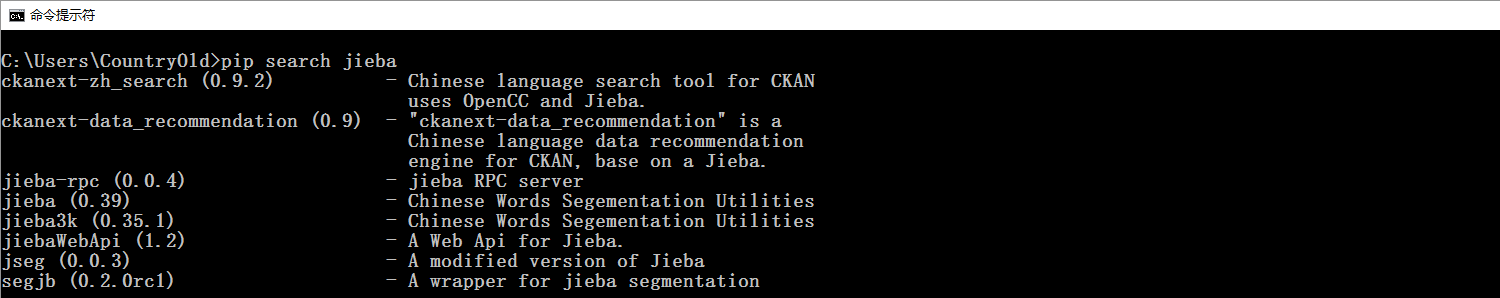 命令提示符
C:\Users\CountryOld>pip search jieba
ckanext-zh_search (0.9.2) - Chinese language search tool for CKAN
uses OpenCC and Jieba.
ckanext-data_recommendation (0.9) - "ckanext-data_recommendation" is a
Chinese language data recommendation
engine for CKAN, base on a Jieba.
jieba-rpc (0.0.4) - jieba RPC server
jieba (0.39) - Chinese Words Segementation Utilities
jieba3k (0.35.1) - Chinese Words Segementation Utilities
jiebaWebApi (1.2) - A Web Api for Jieba.
jseg (0.0.3) - A modified version of Jieba
segjb (0.2.0rc1) - A wrapper for jieba segmentation